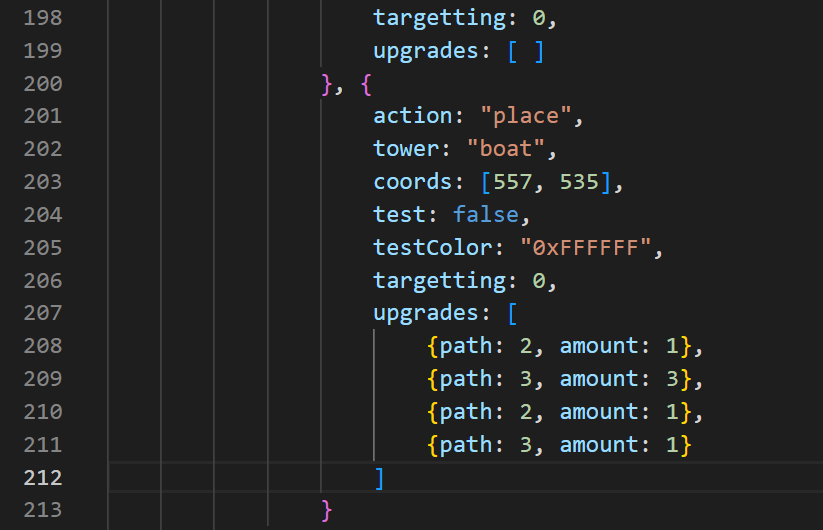 198 targetting: 0,
199 upgrades: [ ]
200 }, {
201 action: "place",
202 tower: "boat",
203 coords: [557, 535],
204 test: false,
205 testColor: "0xFFFFFF",
206 targetting: 0,
207 upgrades: [
208 {path: 2, amount: 1},
209 {path: 3, amount: 3},
210 {path: 2, amount: 1},
211 {path: 3, amount: 1}
212 ]
213 }